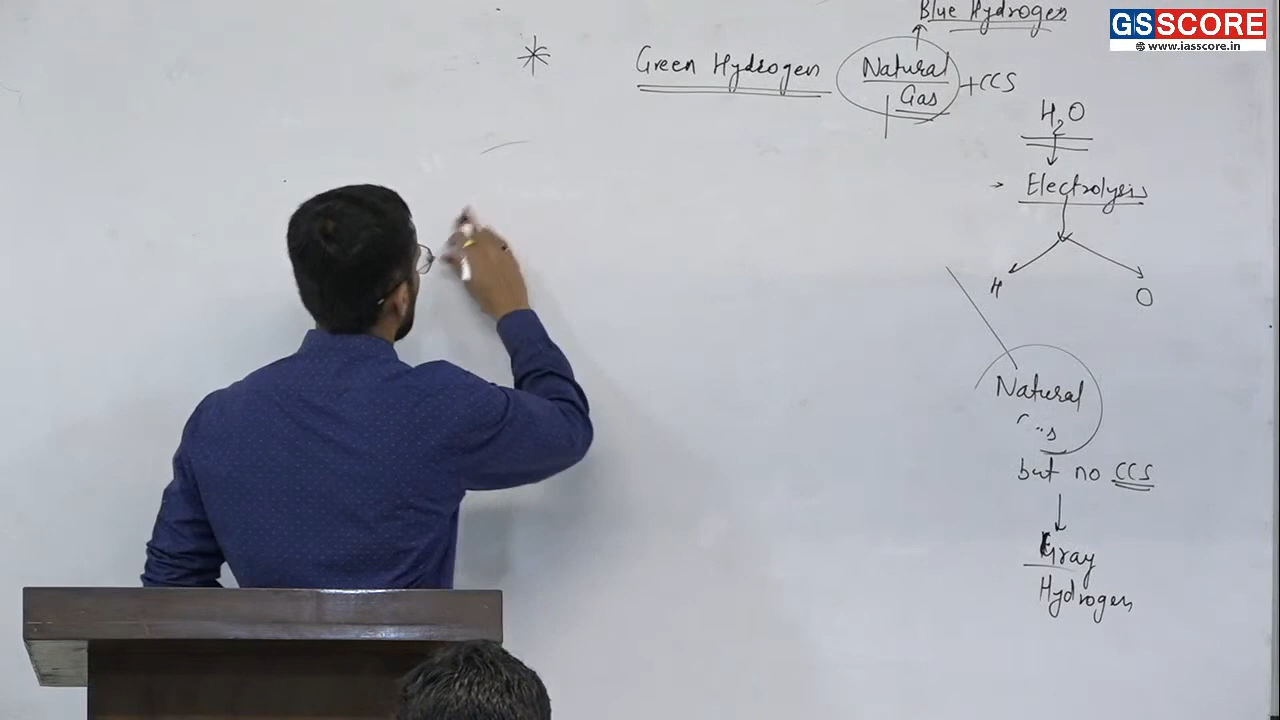 Blue Hydrogen
GSSCORE
www.iasscore.in
Green Hydrogen
Natural
Gas
+CCS
H2O
Electrolysis
H
O
Natural
but no CCS
Gray
Hydrogen